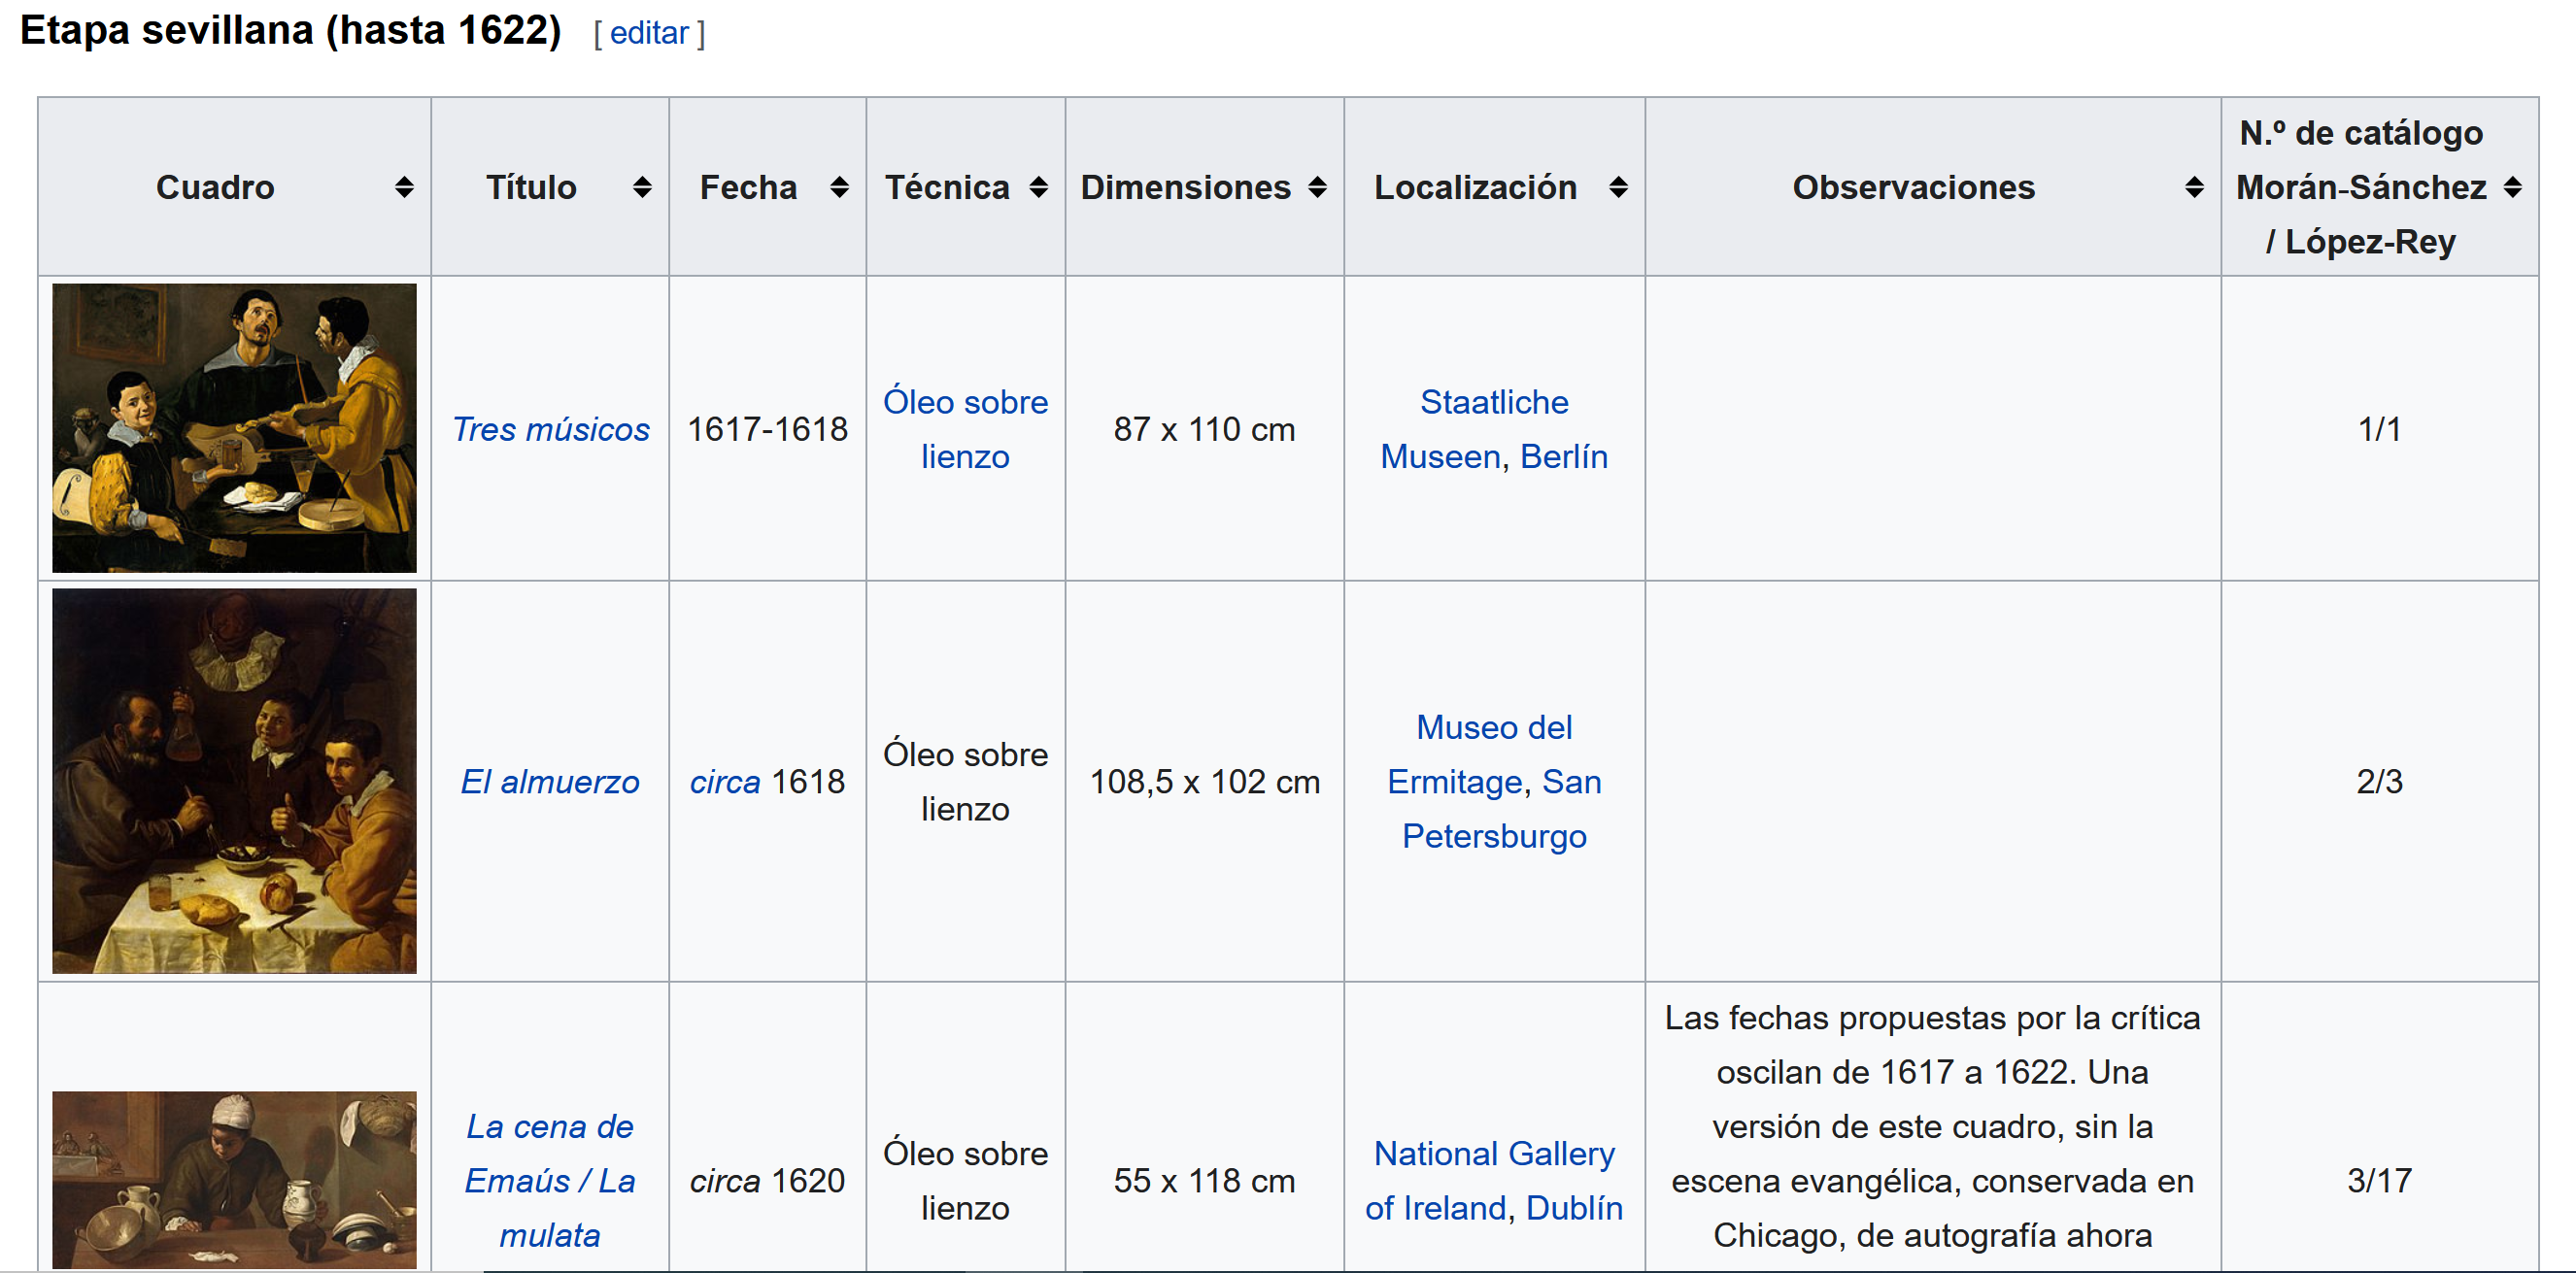 Etapa sevillana (hasta 1622) [ editar ]
Cuadro
Título
Fecha
Técnica
Dimensiones
Localización
Observaciones
N.º de catálogo
Morán-Sánchez
/ López-Rey
Tres músicos
1617-1618
Óleo sobre
lienzo
87 x 110 cm
Staatliche
Museen, Berlín
1/1
El almuerzo
circa 1618
Óleo sobre
lienzo
108,5 x 102 cm
Museo del
Ermitage, San
Petersburgo
2/3
La cena de
Emaús / La
mulata
circa 1620
Óleo sobre
lienzo
55 x 118 cm
National Gallery
of Ireland, Dublín
Las fechas propuestas por la crítica
oscilan de 1617 a 1622. Una
versión de este cuadro, sin la
escena evangélica, conservada en
Chicago, de autografía ahora
3/17